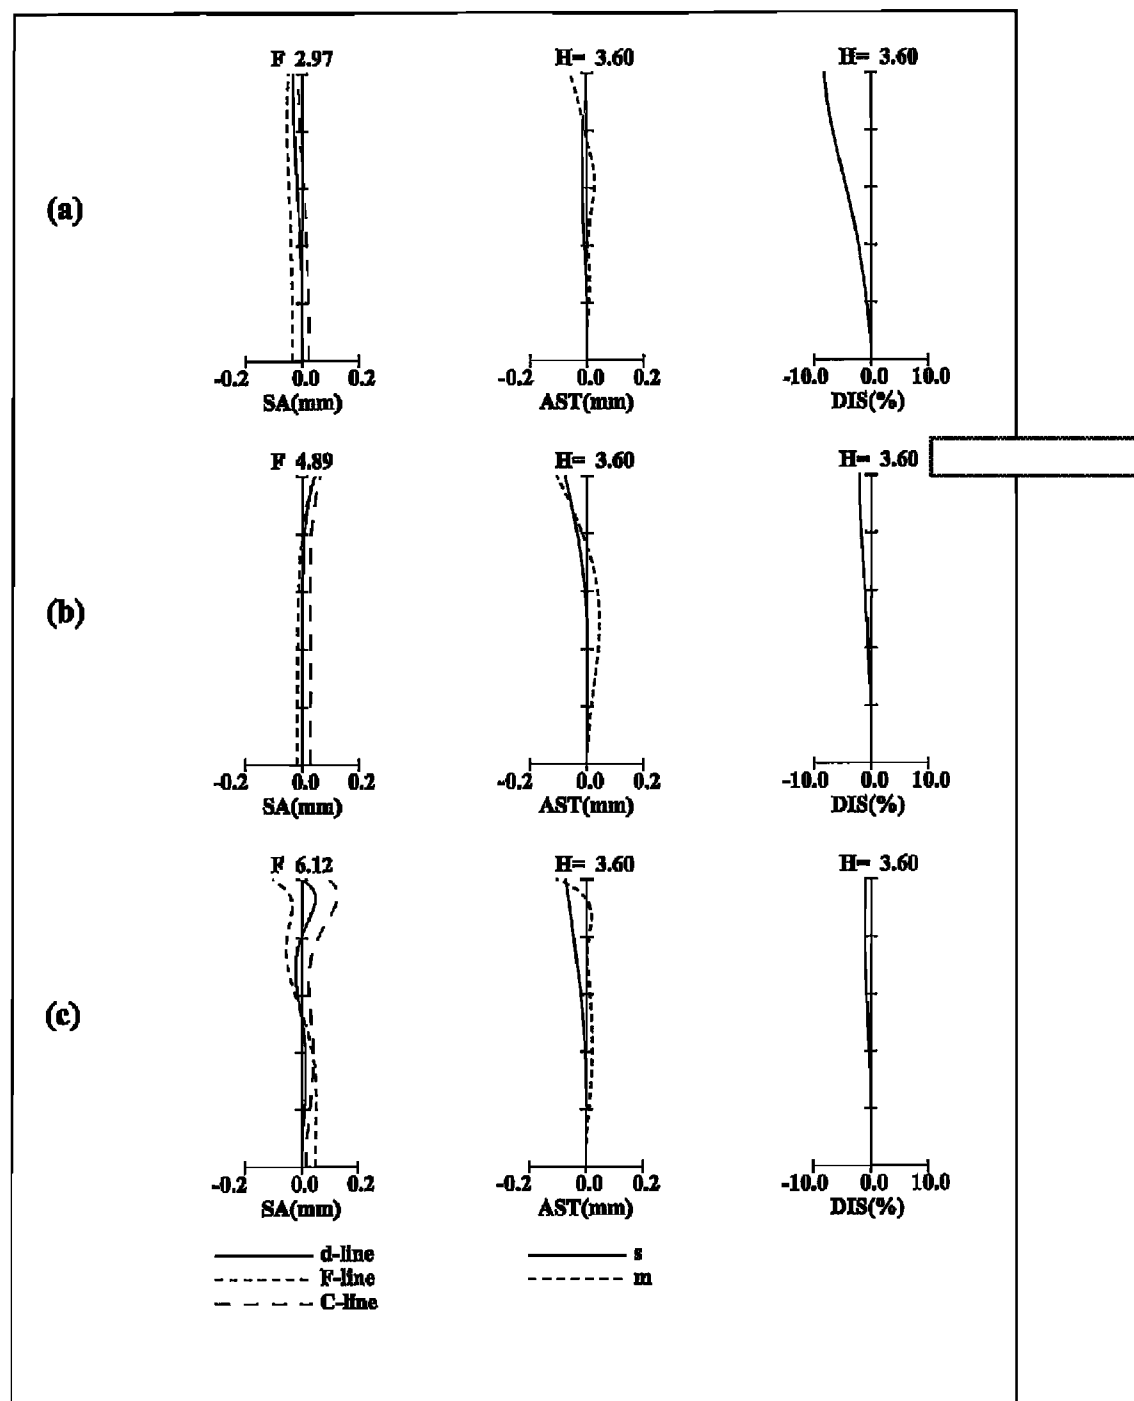 F 2.97
H= 3.60
H= 3.60
(a)
-0.2 0.0 0.2
SA(mm)
-0.2 0.0 0.2
AST(mm)
-10.0 0.0 10.0
DIS(%)
F 4.89
H= 3.60
H= 3.60
(b)
-0.2 0.0 0.2
SA(mm)
-0.2 0.0 0.2
AST(mm)
-10.0 0.0 10.0
DIS(%)
F 6.12
H= 3.60
H= 3.60
(c)
-0.2 0.0 0.2
SA(mm)
-0.2 0.0 0.2
AST(mm)
-10.0 0.0 10.0
DIS(%)
d-line
F-line
C-line
s
m